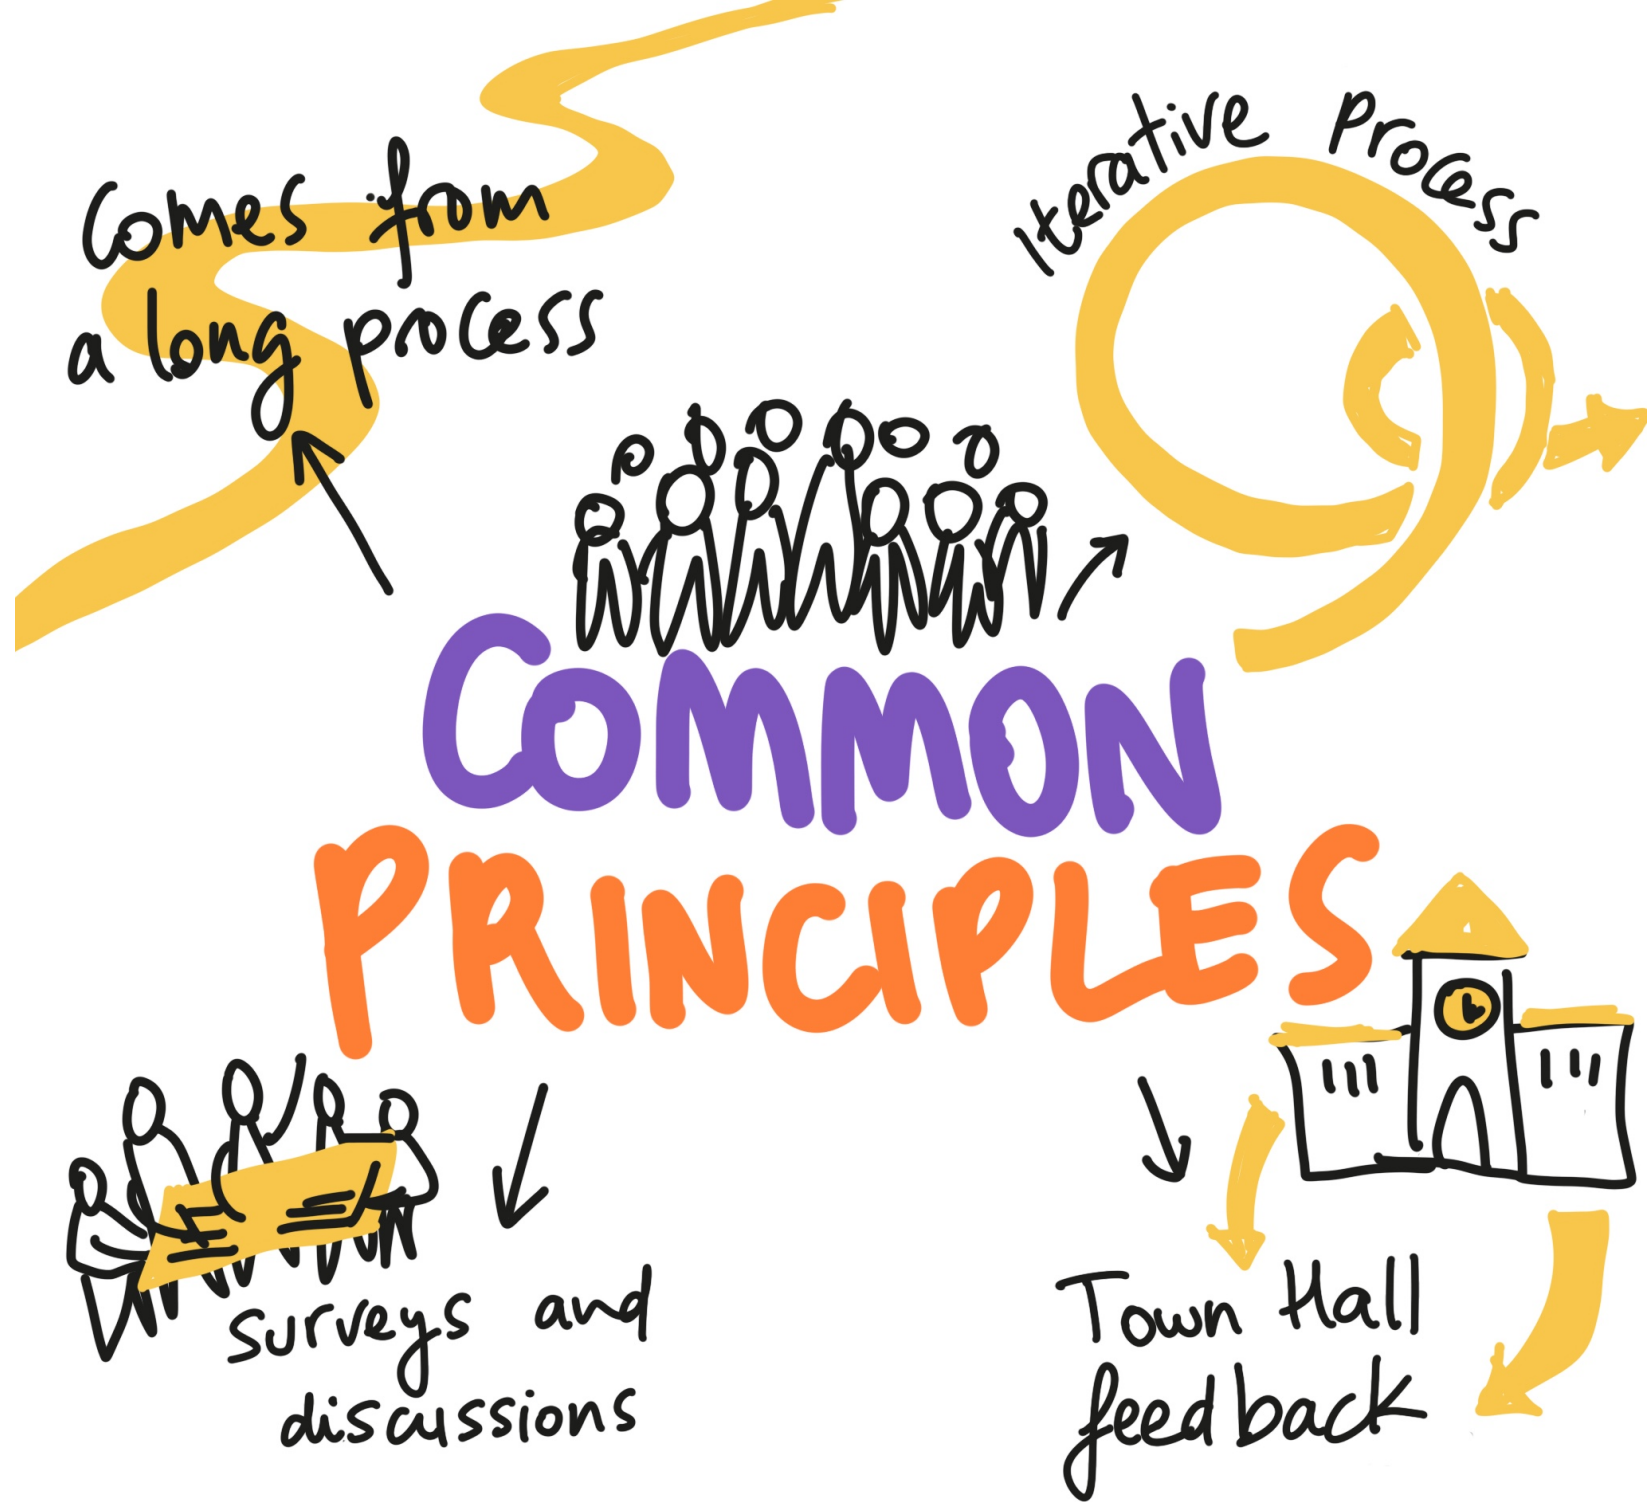 Comes from
a long process
Iterative Process
COMMON
PRINCIPLES
surveys and
discussions
Town Hall
feedback